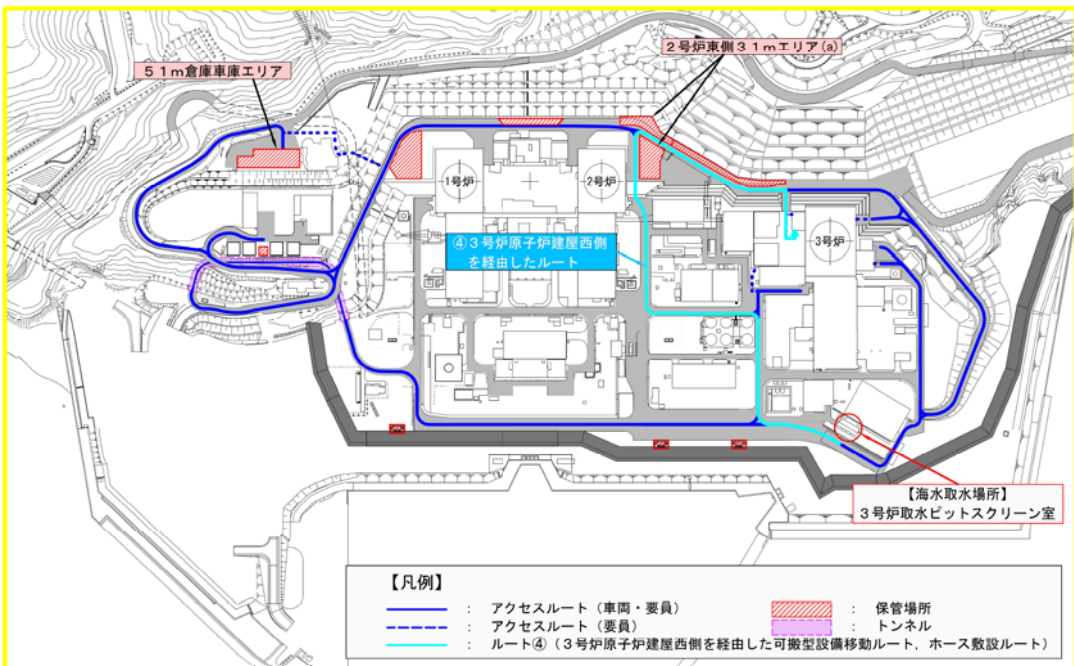 ２号炉東側３１ｍエリア(a)
５１ｍ倉庫車庫エリア
1号炉
2号炉
3号炉
④３号炉原子炉建屋西側
を経由したルート
【海水取水場所】
３号炉取水ピットスクリーン室
【凡例】
： アクセスルート（車両・要員）
： 保管場所
： アクセスルート（要員）
： トンネル
： ルート④（３号炉原子炉建屋西側を経由した可搬型設備移動ルート，ホース敷設ルート）